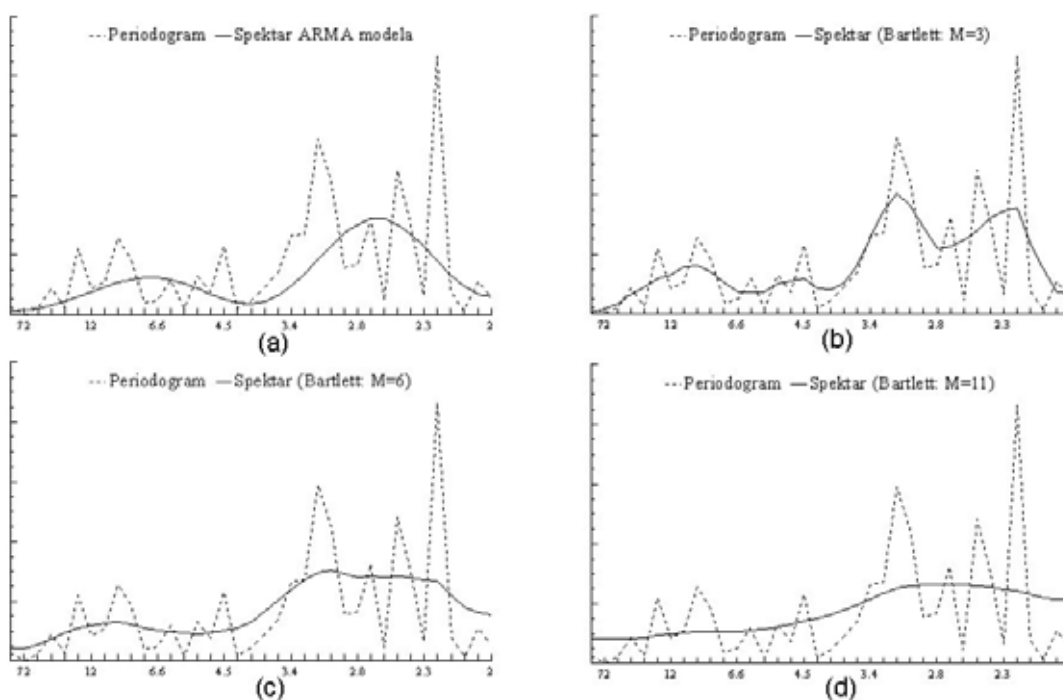 Periodogram Spektar ARMA modela
72 12 6.6 4.5 3.4 2.8 2.3 2
(a)
Periodogram Spektar (Bartlett: M=3)
72 12 6.6 4.5 3.4 2.8 2.3
(b)
Periodogram Spektar (Bartlett: M=6)
72 12 6.6 4.5 3.4 2.8 2.3 2
(c)
Periodogram Spektar (Bartlett: M=11)
72 12 6.6 4.5 3.4 2.8 2.3
(d)